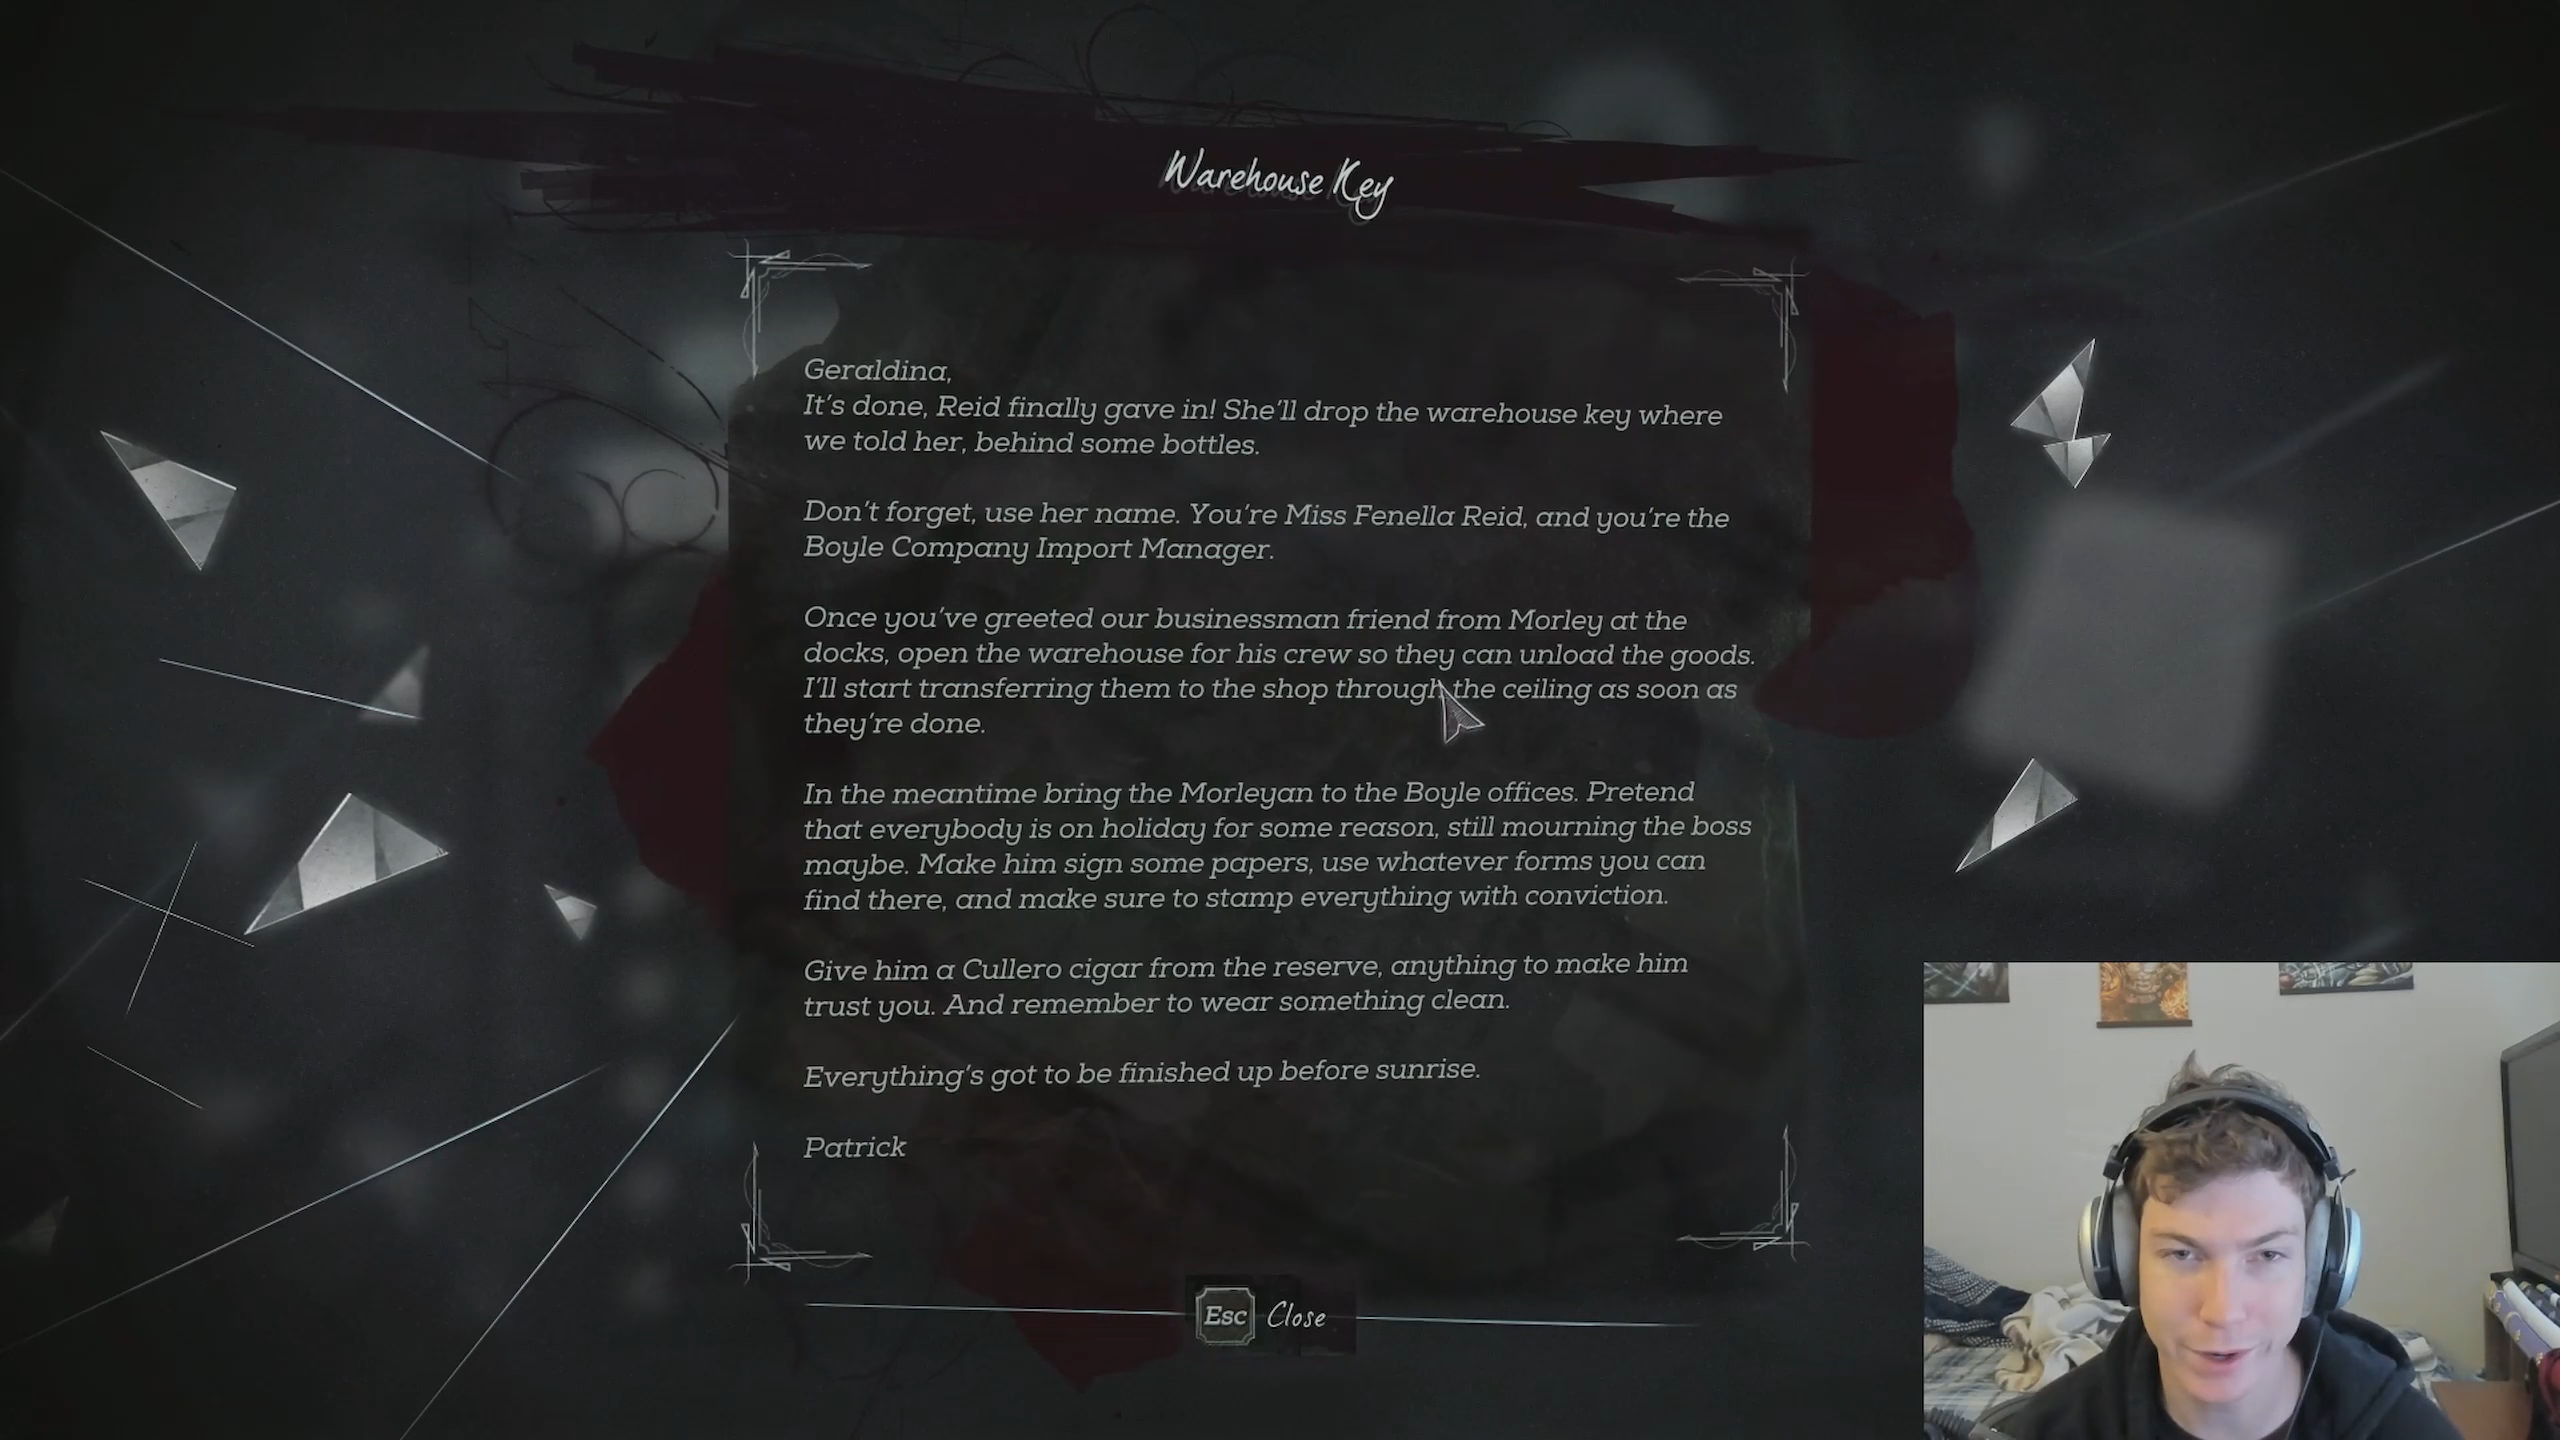 Warehouse Key
Geraldina,
It's done, Reid finally gave in! She'll drop the warehouse key where
we told her, behind some bottles.
Don't forget, use her name. You're Miss Fenella Reid, and you're the
Boyle Company Import Manager.
Once you've greeted our businessman friend from Morley at the
docks, open the warehouse for his crew so they can unload the goods.
I'll start transferring them to the shop through the ceiling as soon as
they're done.
In the meantime bring the Morleyan to the Boyle offices. Pretend
that everybody is on holiday for some reason, still mourning the boss
maybe. Make him sign some papers, use whatever forms you can
find there, and make sure to stamp everything with conviction.
Give him a Cullero cigar from the reserve, anything to make him
trust you. And remember to wear something clean.
Everything's got to be finished up before sunrise.
Patrick
Esc Close